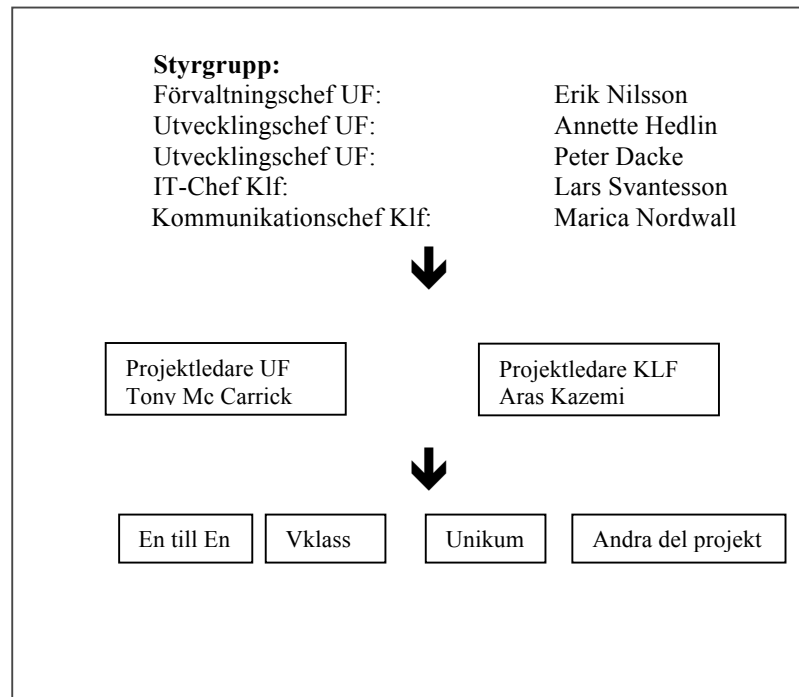 Styrgrupp:
Förvaltningschef UF: Erik Nilsson
Utvecklingschef UF: Annette Hedlin
Utvecklingschef UF: Peter Dacke
IT-Chef Klf: Lars Svantesson
Kommunikationschef Klf: Marica Nordwall
Projektledare UF
Tony Mc Carrick
Projektledare KLF
Aras Kazemi
En till En
Vklass
Unikum
Andra del projekt